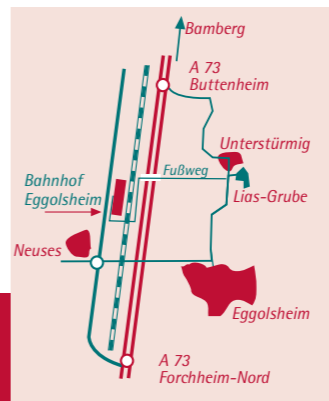 Bamberg
A 73
Buttenheim
Unterstürmig
Fußweg
Bahnhof
Eggolsheim
Lias-Grube
Neuses
Eggolsheim
A 73
Forchheim-Nord